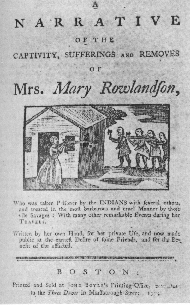 A
NARRATIVE
OF THE
CAPTIVITY, SUFFERINGS AND REMOVES
OF
Mrs. Mary Rowlandson,
Who was taken Prisoner by the INDIANS with several others,
and treated in the most barbarous and cruel Manner by those
vile Savages: With many other remarkable Events during her
TRAVELS.
Written by her own Hand, for her private Use, and now made
public at the earnest Desire of some Friends, and for the Ben-
efit of the afflicted.
BOSTON:
Printed and Sold at JOHN BOYLE's Printing-Office, next Door
to the Three Doves in Marlborough Street.